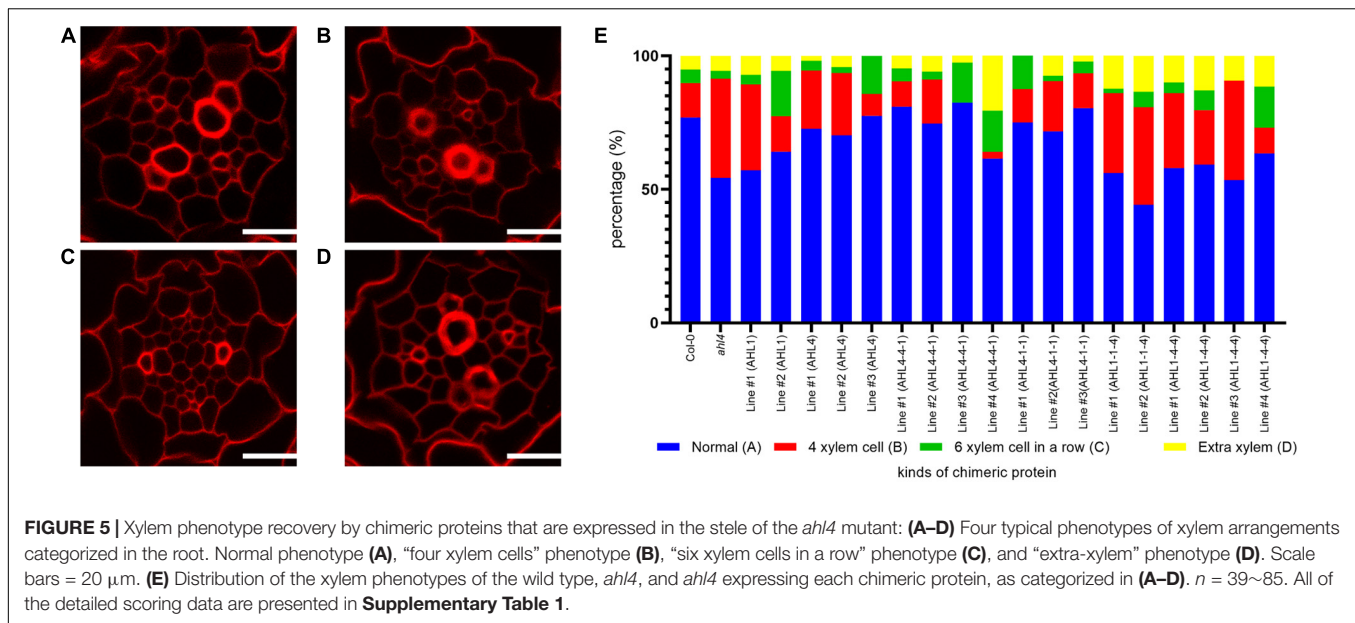 A
B
C
D
E
100
50
0
percentage (%)
Col-0
ahl4
Line #1 (AHL1)
Line #2 (AHL1)
Line #1 (AHL4)
Line #2 (AHL4)
Line #3 (AHL4)
Line #1 (AHL4-4-1)
Line #2 (AHL4-4-1)
Line #3 (AHL4-4-1)
Line #4 (AHL4-4-1)
Line #1 (AHL4-1-1)
Line #2(AHL4-1-1)
Line #3(AHL4-1-1)
Line #1 (AHL1-1-4)
Line #2 (AHL1-1-4)
Line #1 (AHL1-4-4)
Line #2 (AHL1-4-4)
Line #3 (AHL1-4-4)
Line #4 (AHL1-4-4)
Normal (A) 4 xylem cell (B) 6 xylem cell in a row (C) Extra xylem (D)
kinds of chimeric protein
FIGURE 5 | Xylem phenotype recovery by chimeric proteins that are expressed in the stele of the ahl4 mutant: (A–D) Four typical phenotypes of xylem arrangements
categorized in the root. Normal phenotype (A), “four xylem cells” phenotype (B), “six xylem cells in a row” phenotype (C), and “extra-xylem” phenotype (D). Scale
bars = 20 μm. (E) Distribution of the xylem phenotypes of the wild type, ahl4, and ahl4 expressing each chimeric protein, as categorized in (A–D). n = 39~85. All of
the detailed scoring data are presented in Supplementary Table 1.